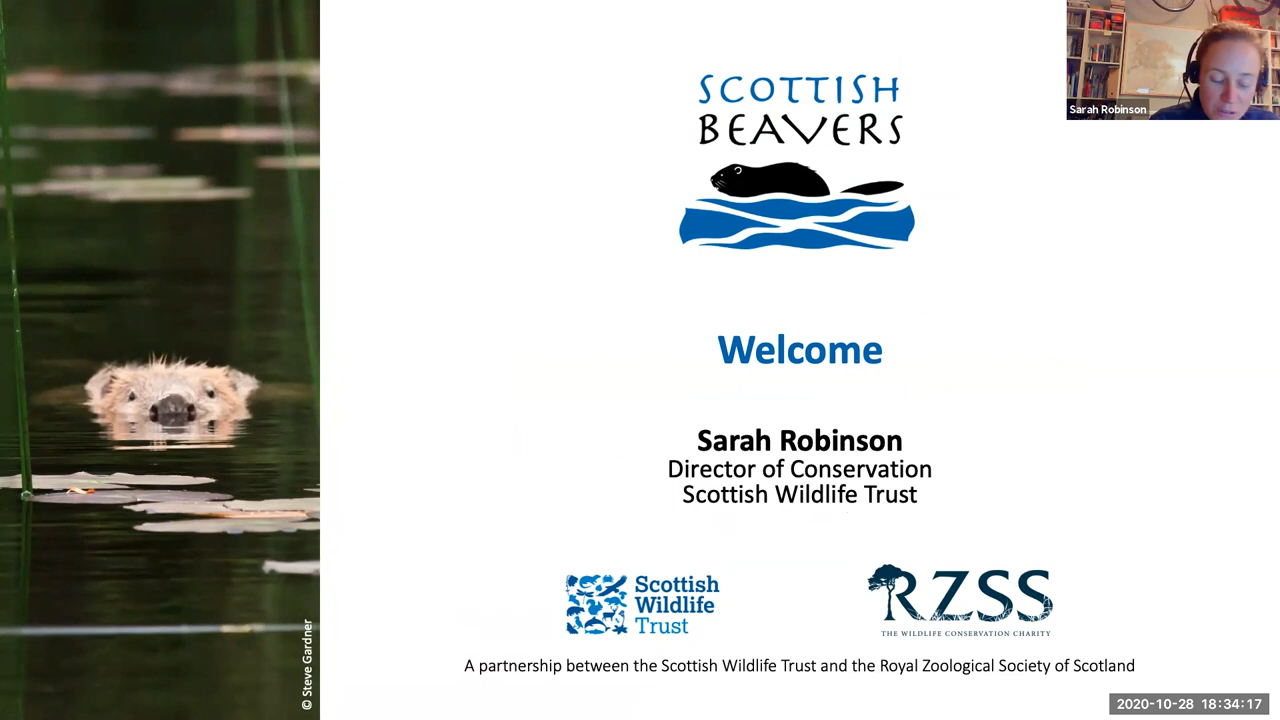 SCOTTISH
BEAVERS
Sarah Robinson
Welcome
Sarah Robinson
Director of Conservation
Scottish Wildlife Trust
Scottish
Wildlife
Trust
RZSS
THE WILDLIFE CONSERVATION CHARITY
A partnership between the Scottish Wildlife Trust and the Royal Zoological Society of Scotland
© Steve Gardner
2020-10-28 18:34:17